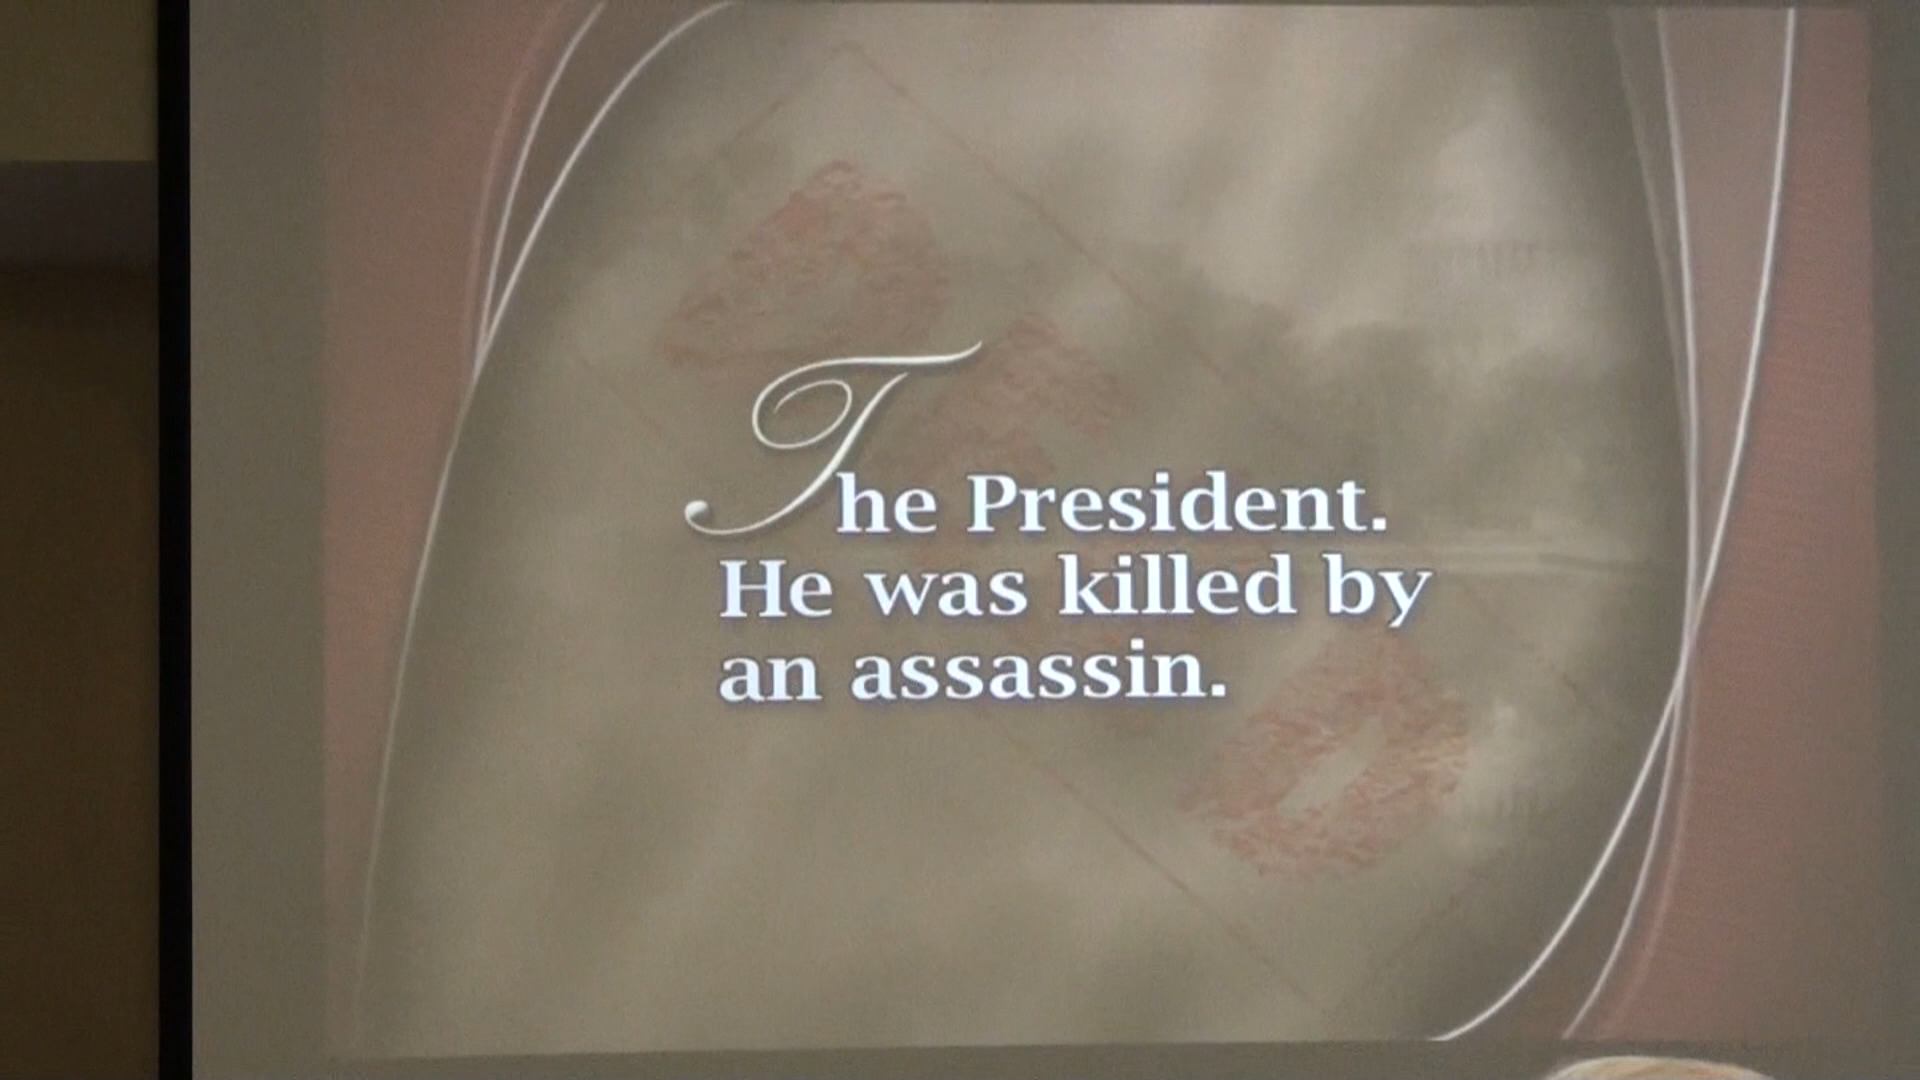 The President.
He was killed by
an assassin.